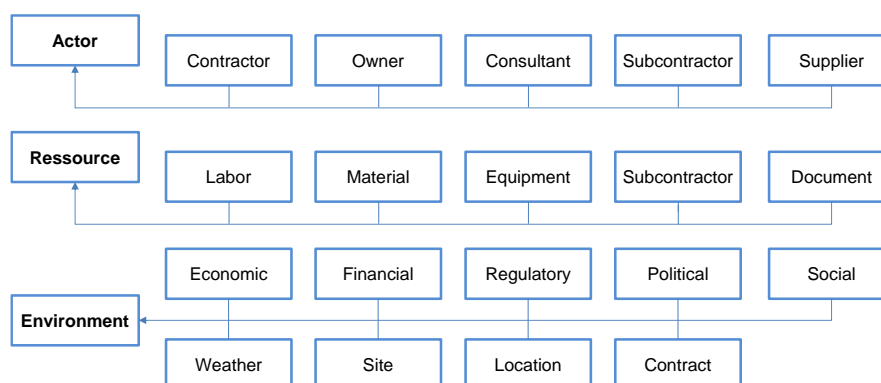 Actor
Contractor Owner Consultant Subcontractor Supplier
Ressource
Labor Material Equipment Subcontractor Document
Economic Financial Regulatory Political Social
Environment
Weather Site Location Contract